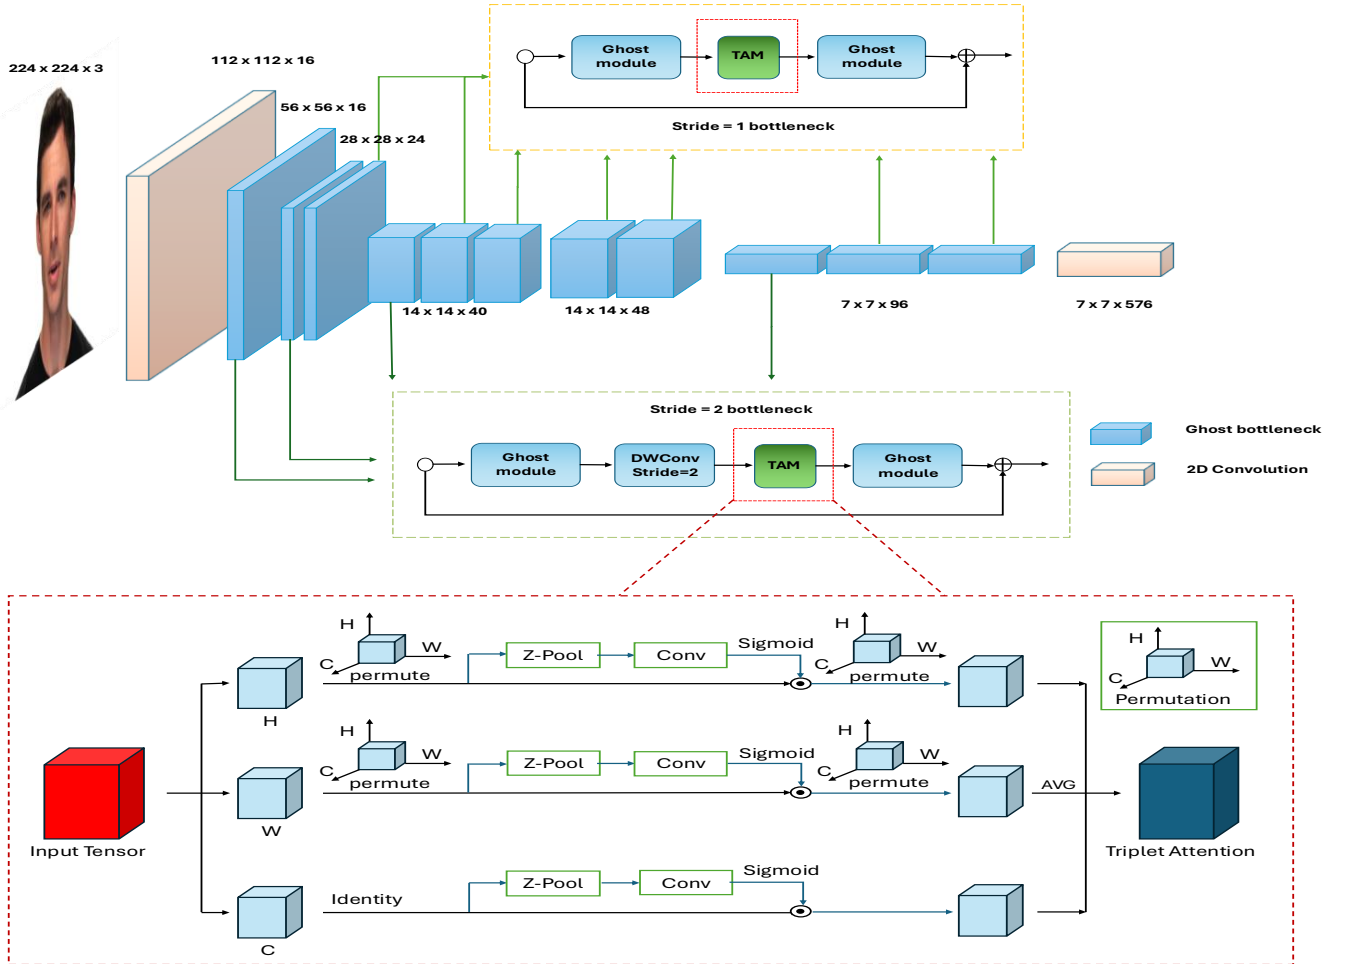 224 x 224 x 3
112 x 112 x 16
56 x 56 x 16
28 x 28 x 24
Ghost
module
TAM
Ghost
module
Stride = 1 bottleneck
14 x 14 x 40
14 x 14 x 48
7 x 7 x 96
7 x 7 x 576
Stride = 2 bottleneck
Ghost
module
DWConv
Stride=2
TAM
Ghost
module
Ghost bottleneck
2D Convolution
H
W
C
permute
Z-Pool
Conv
Sigmoid
H
W
C
permute
H
H
W
C
Permutation
H
W
C
permute
Z-Pool
Conv
Sigmoid
H
W
C
permute
W
AVG
Input Tensor
Triplet Attention
Identity
Z-Pool
Conv
Sigmoid
C